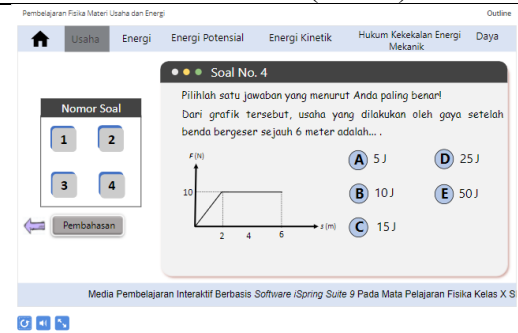 Pembelajaran Fisika Materi Usaha dan Energi
Outline
Usaha
Energi
Energi Potensial
Energi Kinetik
Hukum Kekekalan Energi
Mekanik
Daya
Soal No. 4
Pilihlah satu jawaban yang menurut Anda paling benar!
Dari grafik tersebut, usaha yang dilakukan oleh gaya setelah
benda bergeser sejauh 6 meter adalah... .
Nomor Soal
1
2
3
4
Pembahasan
F (N)
10
2
4
6
s (m)
A 5 J
B 10 J
C 15 J
D 25 J
E 50 J
Media Pembelajaran Interaktif Berbasis Software iSpring Suite 9 Pada Mata Pelajaran Fisika Kelas X S